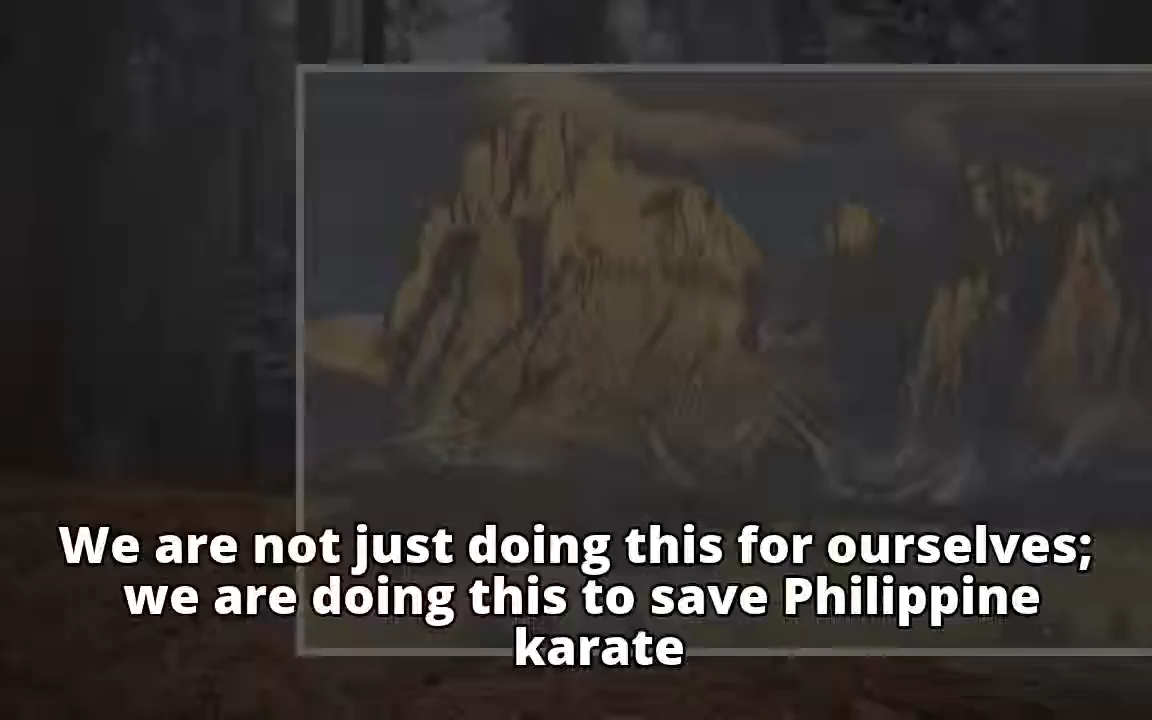 We are not just doing this for ourselves;
we are doing this to save Philippine
karate